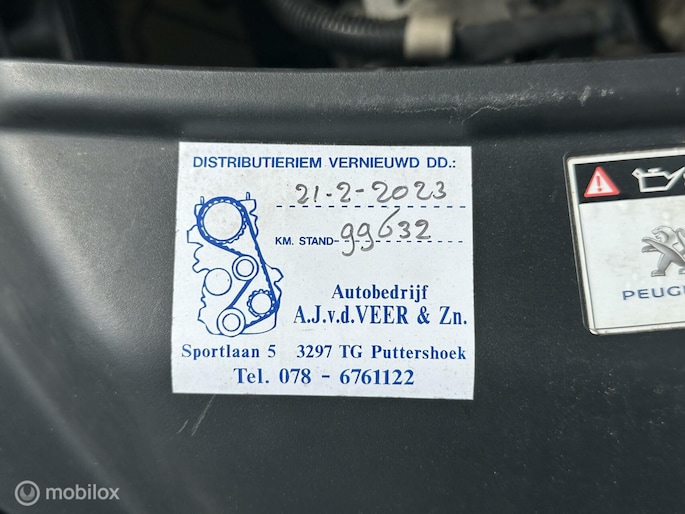 DISTRIBUTIERIEM VERNIEUWD DD.:
21-2-2023
KM. STAND 99632
Autobedrijf
A.J.v.d.VEER & Zn.
Sportlaan 5 3297 TG Puttershoek
Tel. 078 - 6761122
PEUG
mobilox